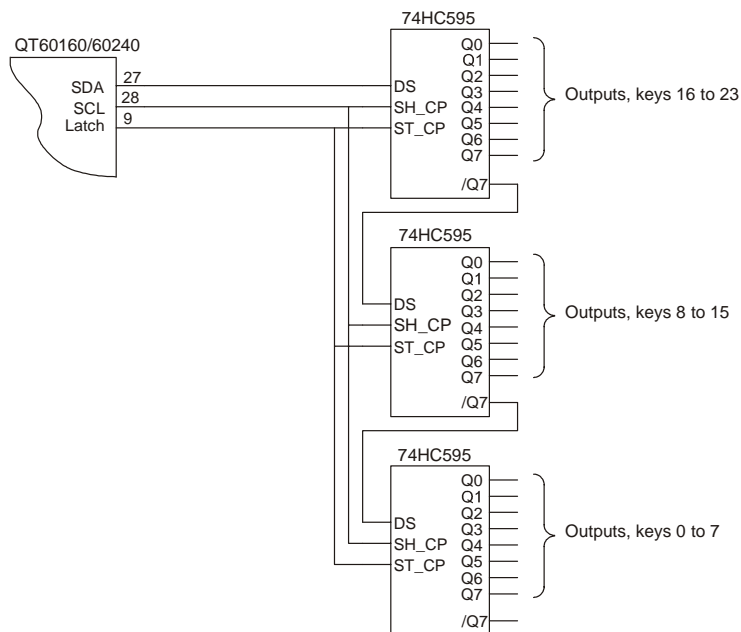 74HC595
QT60160/60240
SDA 27
SCL 28
Latch 9
DS
SH_CP
ST_CP
Q0
Q1
Q2
Q3
Q4
Q5
Q6
Q7
/Q7
Outputs, keys 16 to 23
74HC595
DS
SH_CP
ST_CP
Q0
Q1
Q2
Q3
Q4
Q5
Q6
Q7
/Q7
Outputs, keys 8 to 15
74HC595
DS
SH_CP
ST_CP
Q0
Q1
Q2
Q3
Q4
Q5
Q6
Q7
/Q7
Outputs, keys 0 to 7